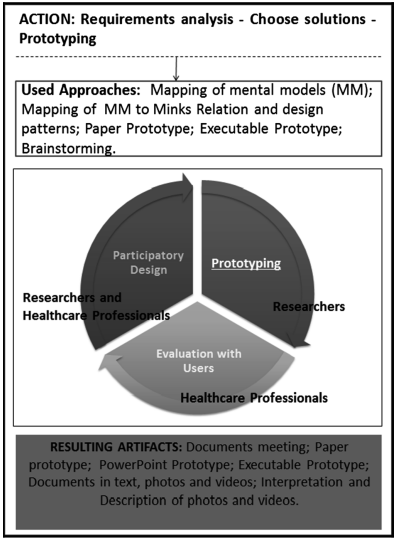 ACTION: Requirements analysis - Choose solutions -
Prototyping
Used Approaches: Mapping of mental models (MM);
Mapping of MM to Minks Relation and design
patterns; Paper Prototype; Executable Prototype;
Brainstorming.
Participatory
Design
Prototyping
Researchers and
Healthcare Professionals
Researchers
Evaluation with
Users
Healthcare Professionals
RESULTING ARTIFACTS: Documents meeting; Paper
prototype; PowerPoint Prototype; Executable Prototype;
Documents in text, photos and videos; Interpretation and
Description of photos and videos.